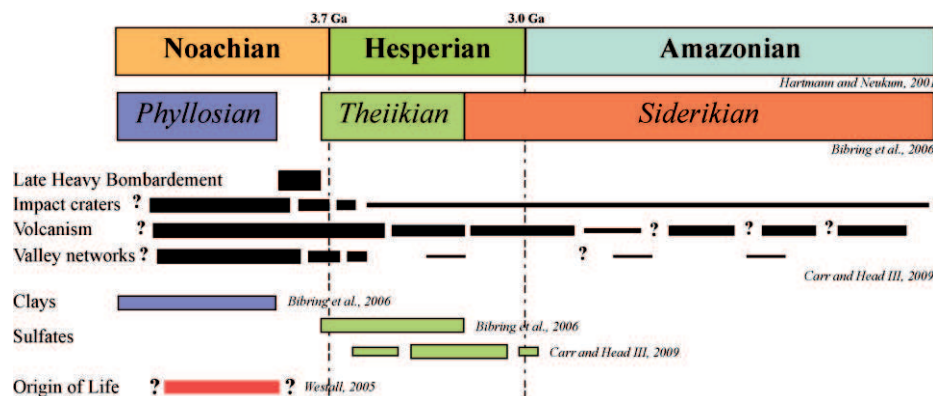 3.7 Ga 3.0 Ga
Noachian Hesperian Amazonian
Hartmann and Neukum, 2001
Phyllosian Theiikian Siderikian
Bibring et al., 2006
Late Heavy Bombardement
Impact craters ?
Volcanism ? ? ? ?
Valley networks ? ?
Carr and Head III, 2009
Clays Bibring et al., 2006
Sulfates Bibring et al., 2006
Carr and Head III, 2009
Origin of Life ? ? Westall, 2005